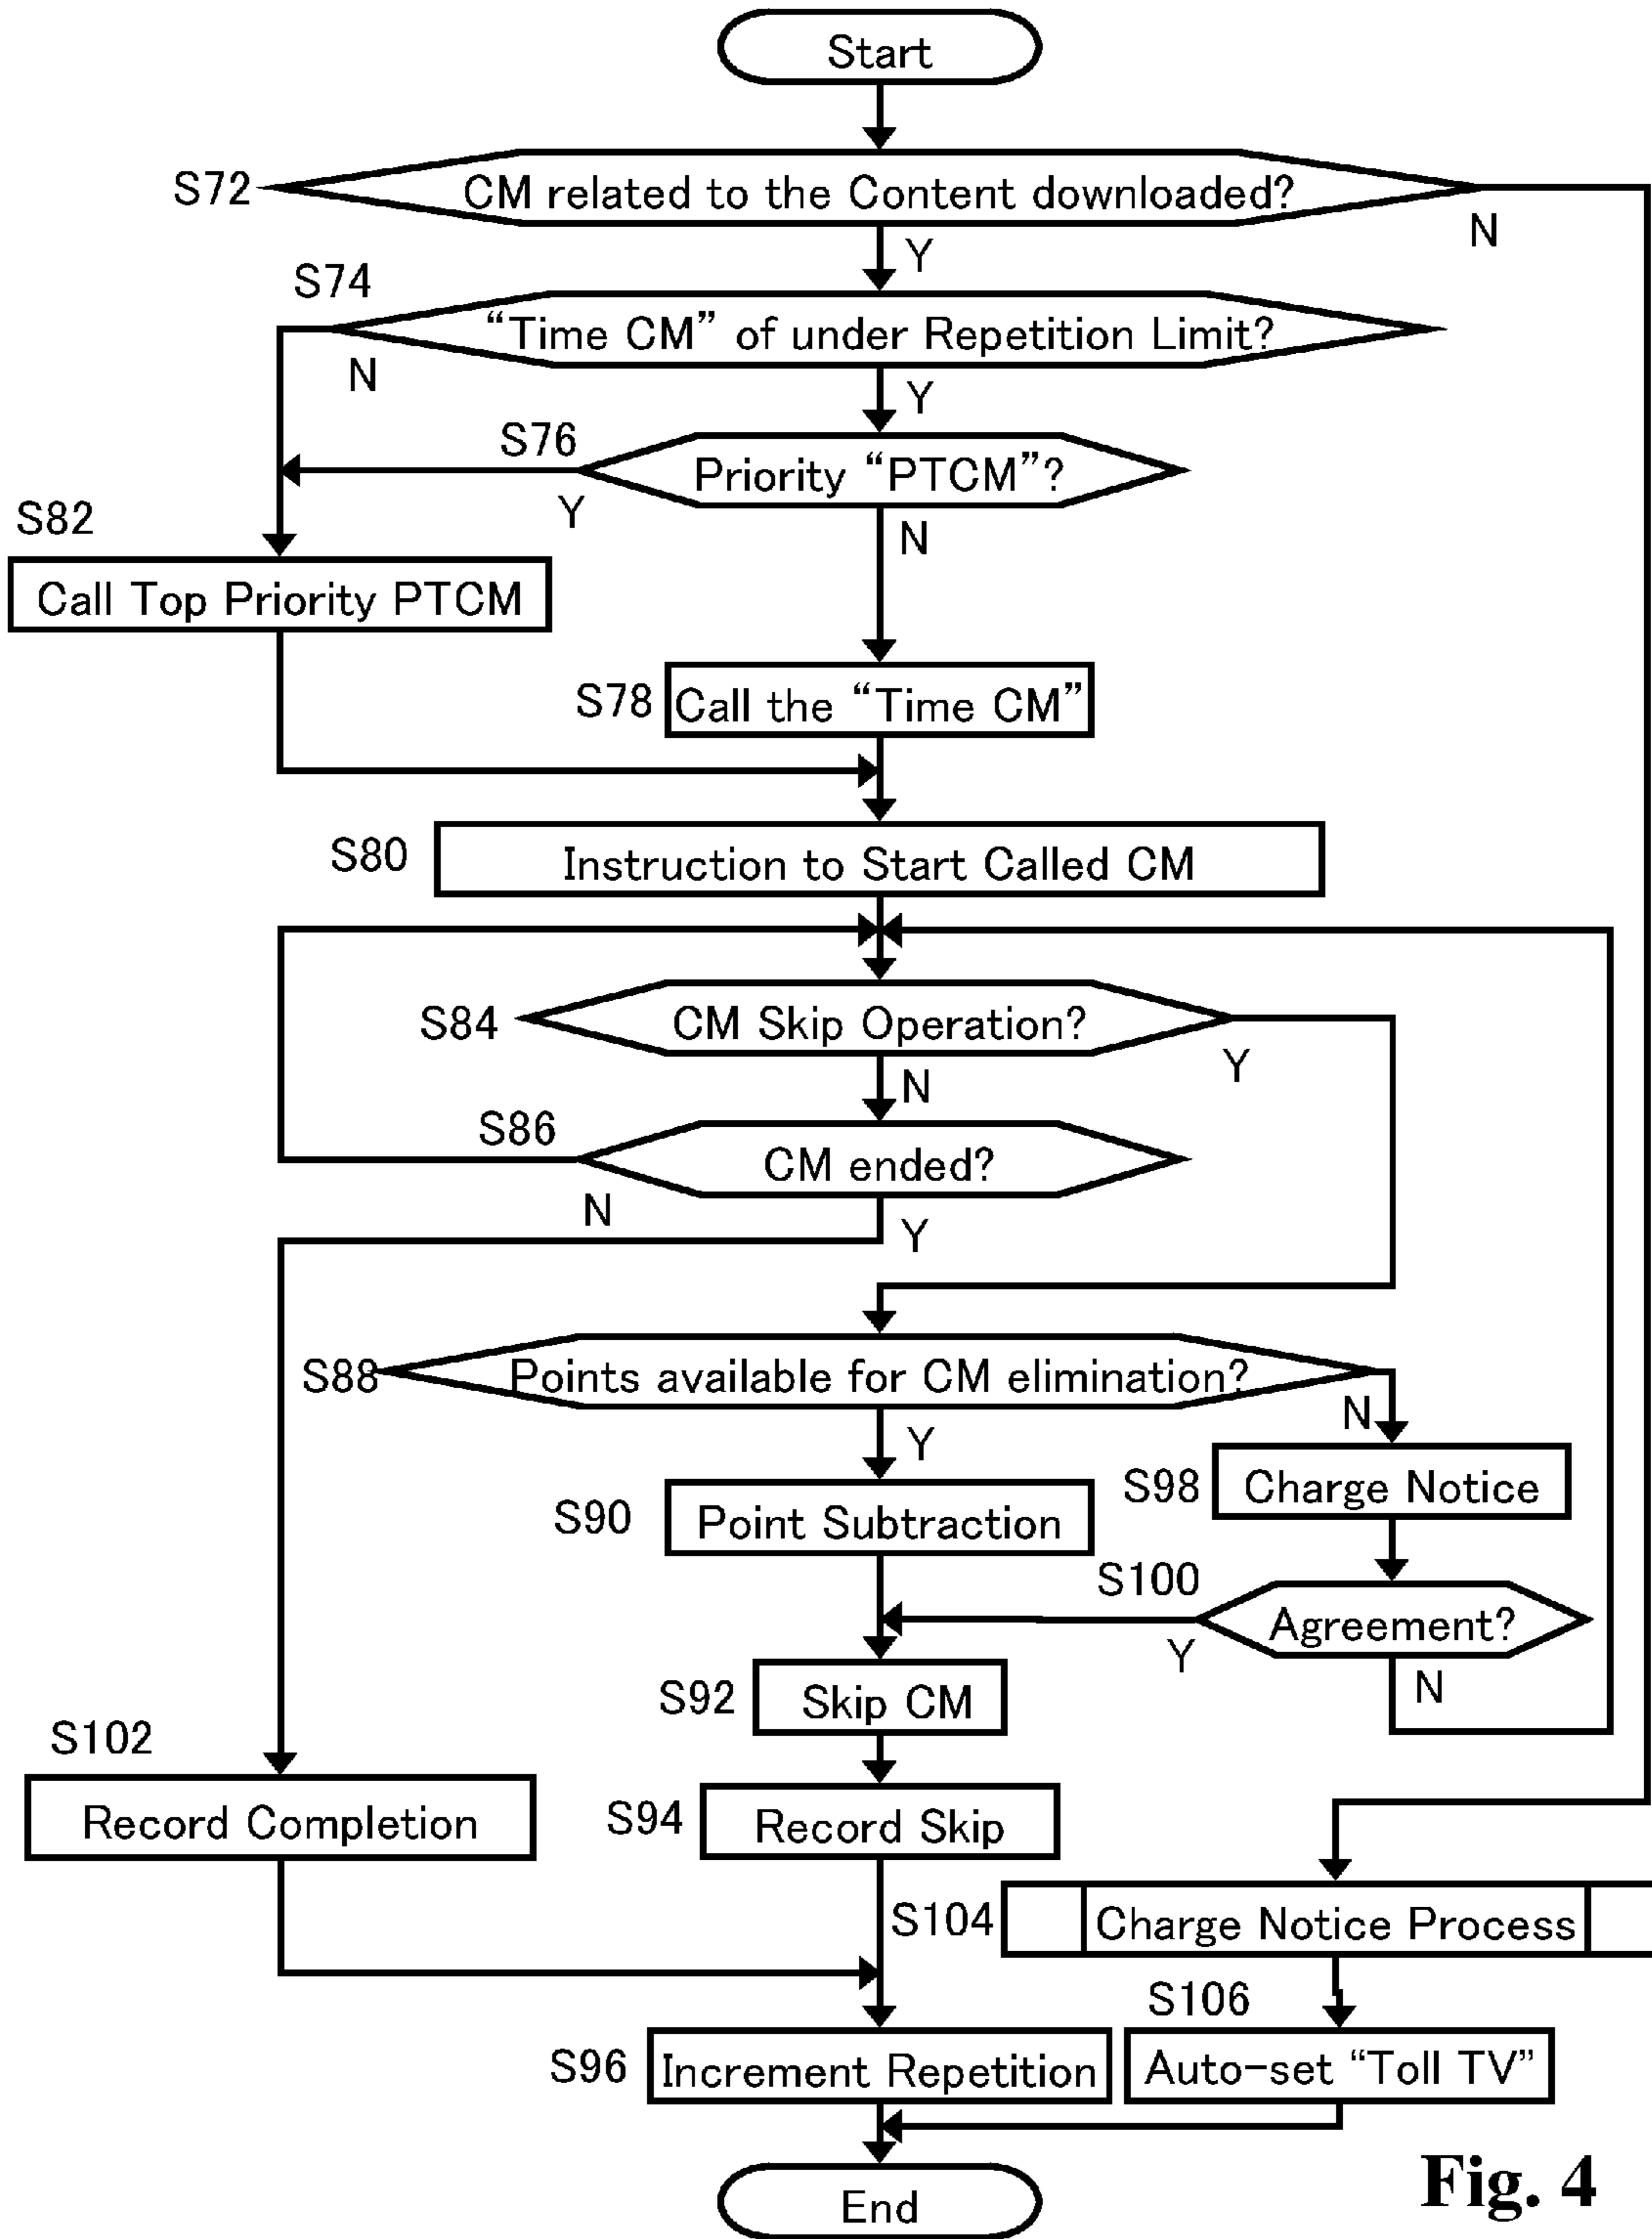 Start
S72
CM related to the Content downloaded?
N
Y
S74
“Time CM” of under Repetition Limit?
N
Y
S76
Priority “PTCM”?
Y
N
S82
Call Top Priority PTCM
S78
Call the “Time CM”
S80
Instruction to Start Called CM
S84
CM Skip Operation?
Y
N
S86
CM ended?
N
Y
S88
Points available for CM elimination?
N
Y
S98
Charge Notice
S90
Point Subtraction
S100
Agreement?
Y
N
S92
Skip CM
S102
Record Completion
S94
Record Skip
S104
Charge Notice Process
S106
S96
Increment Repetition
Auto-set “Toll TV”
End
Fig. 4